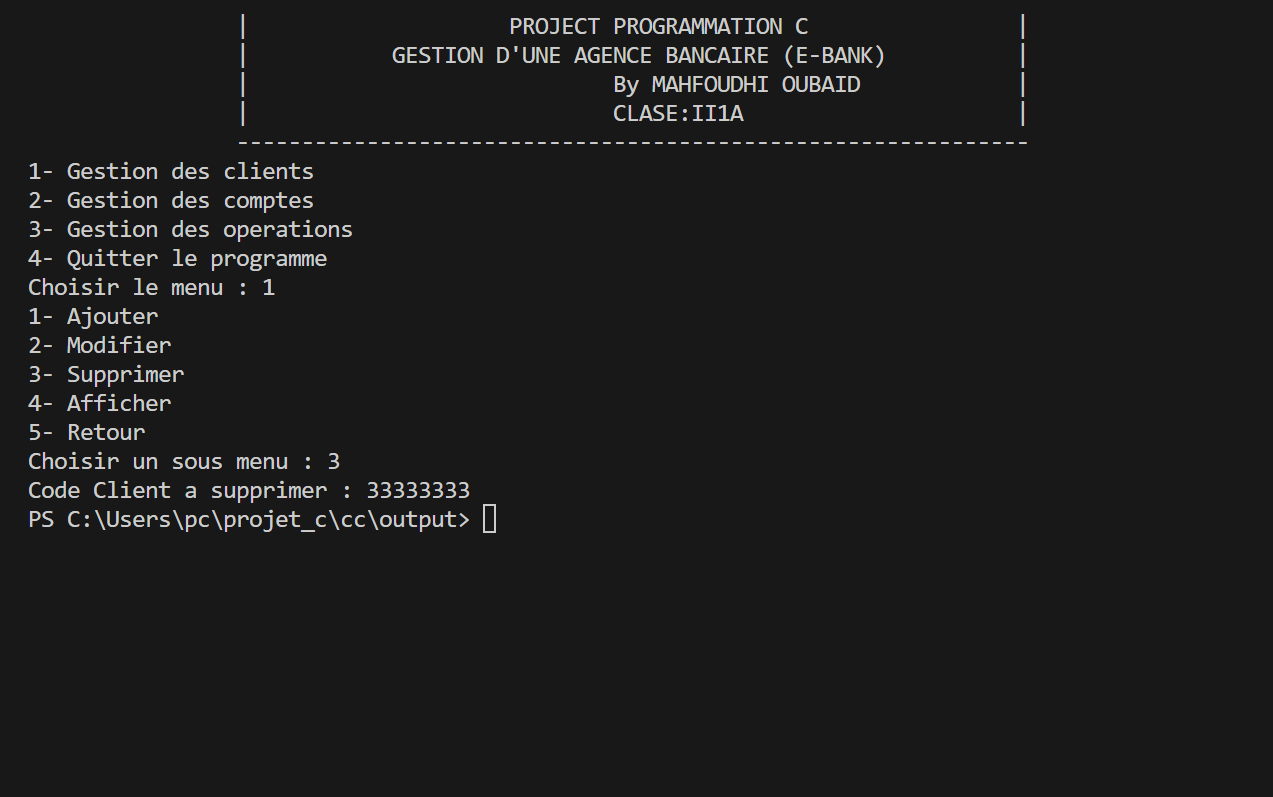 | PROJECT PROGRAMMATION C |
| GESTION D'UNE AGENCE BANCAIRE (E-BANK) |
| By MAHFOUDHI OUBAID |
| CLASE:II1A |
-------------------------------------------------------------
1- Gestion des clients
2- Gestion des comptes
3- Gestion des operations
4- Quitter le programme
Choisir le menu : 1
1- Ajouter
2- Modifier
3- Supprimer
4- Afficher
5- Retour
Choisir un sous menu : 3
Code Client a supprimer : 33333333
PS C:\Users\pc\projet_c\cc\output>